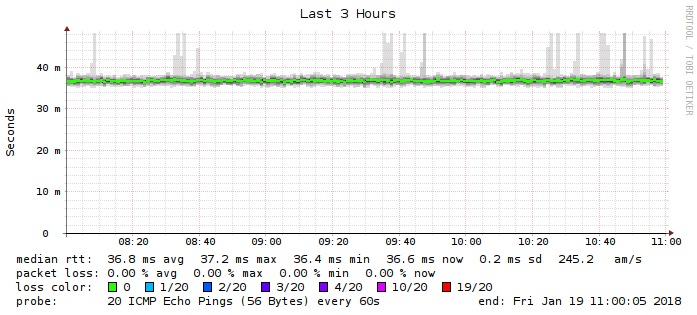 Last 3 Hours
RRDTOOL / TOBI OETIKER
Seconds
40 m
30 m
20 m
10 m
0
08:20 08:40 09:00 09:20 09:40 10:00 10:20 10:40 11:00
median rtt: 36.8 ms avg 37.2 ms max 36.4 ms min 36.6 ms now 0.2 ms sd 245.2 am/s
packet loss: 0.00 % avg 0.00 % max 0.00 % min 0.00 % now
loss color: 0 1/20 2/20 3/20 4/20 10/20 19/20
probe: 20 ICMP Echo Pings (56 Bytes) every 60s end: Fri Jan 19 11:00:05 2018